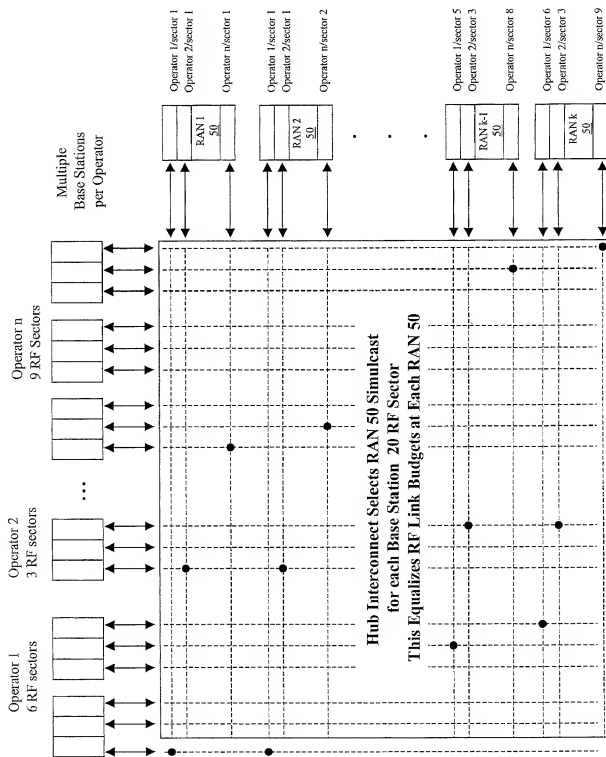 Multiple
Base Stations
per Operator
Operator n
9 RF Sectors
...
Operator 2
3 RF sectors
Operator 1
6 RF sectors
Operator 1/sector 1
Operator 2/sector 1
Operator n/sector 1
RAN 1
50
Operator 1/sector 1
Operator 2/sector 1
Operator n/sector 2
RAN 2
50
. . .
Operator 1/sector 5
Operator 2/sector 3
Operator n/sector 8
RAN k-1
50
Operator 1/sector 6
Operator 2/sector 3
Operator n/sector 9
RAN k
50
Hub Interconnect Selects RAN 50 Simulcast
for each Base Station 20 RF Sector
This Equalizes RF Link Budgets at Each RAN 50